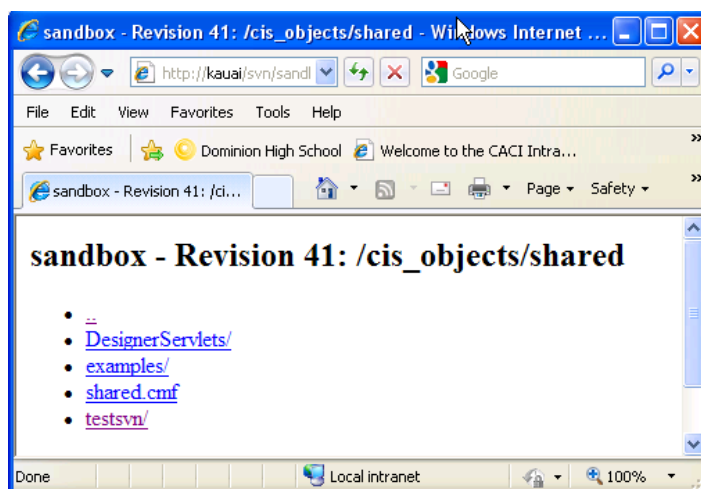 sandbox - Revision 41: /cis_objects/shared - Windows Internet ...
http://kauai/svn/sandl
Google
File Edit View Favorites Tools Help
Favorites Dominion High School Welcome to the CACI Intra... »
sandbox - Revision 41: /ci... Page Safety »
sandbox - Revision 41: /cis_objects/shared
• ..
• DesignerServlets/
• examples/
• shared.cmf
• testsvn/
Done Local intranet 100%